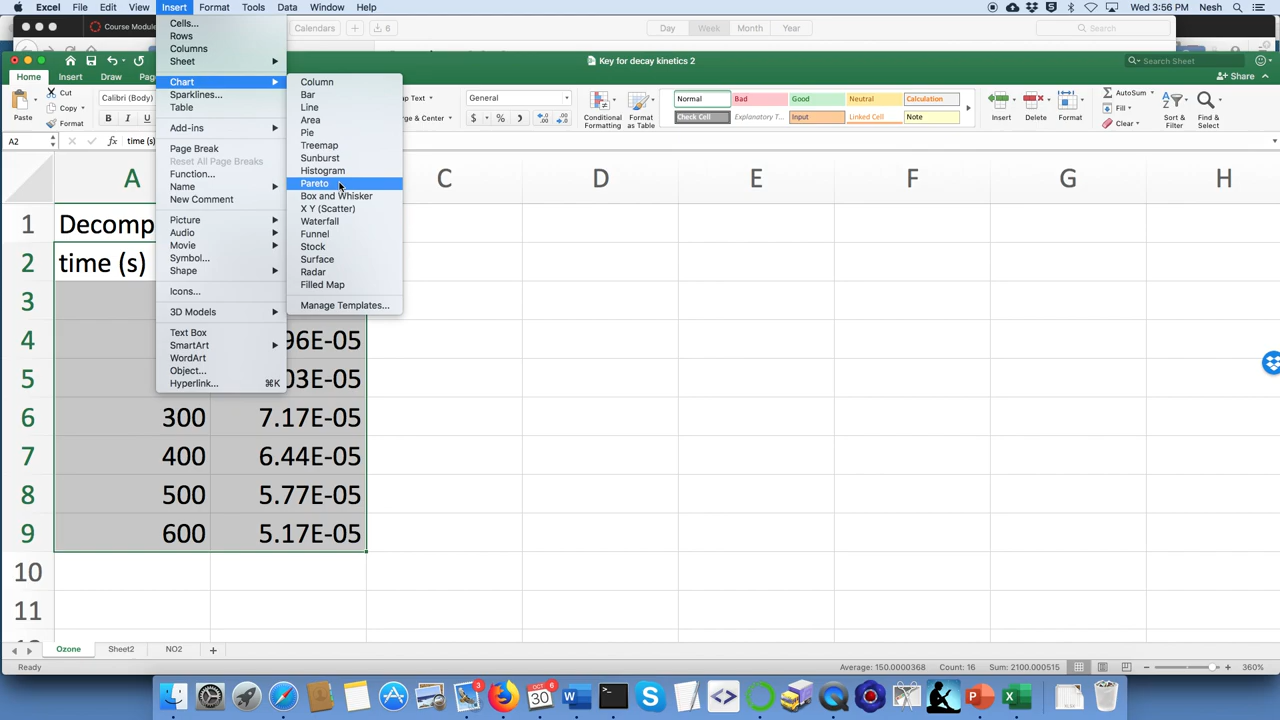 Excel File Edit View Insert Format Tools Data Window Help Wed 3:56 PM Nesh
Course Module
Calendars 6 Day Week Month Year Search
Key for decay kinetics 2 Search Sheet
Home Insert Draw Share
Cells...
Rows
Columns
Sheet
Chart
Sparklines...
Table
Add-ins
Page Break
Reset All Page Breaks
Function...
Name
New Comment
Picture
Audio
Movie
Symbol...
Shape
Icons...
3D Models
Text Box
SmartArt
WordArt
Object...
Hyperlink... ⌘K
Column
Bar
Line
Area
Pie
Treemap
Sunburst
Histogram
Pareto
Box and Whisker
X Y (Scatter)
Waterfall
Funnel
Stock
Surface
Radar
Filled Map
Manage Templates...
Paste Cut Copy Format
Calibri (Body)
B I U
General
$ % 
Conditional Formatting
Format as Table
Normal Bad Good Neutral Calculation
Check Cell Explanatory T... Input Linked Cell Note
Insert Delete Format
AutoSum
Fill
Clear
Sort & Filter
Find & Select
A2 fx time (s)
A C D E F G H
1 Decomp
2 time (s)
3
4 96E-05
5 03E-05
6 300 7.17E-05
7 400 6.44E-05
8 500 5.77E-05
9 600 5.17E-05
10
11
Ozone Sheet2 NO2
Ready Average: 150.0000368 Count: 16 Sum: 2100.000515 360%
OCT
30